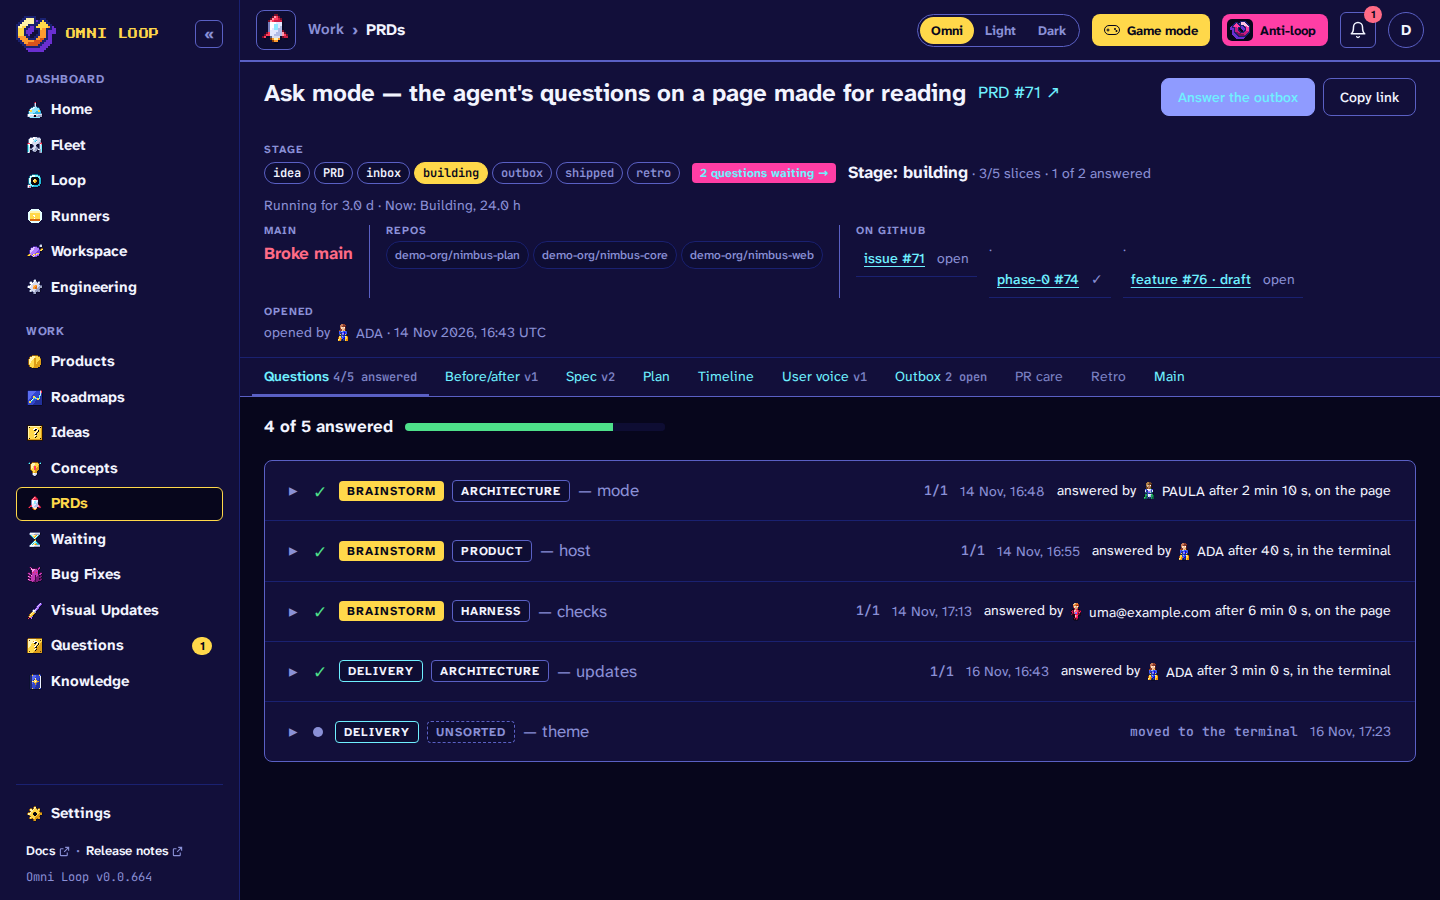 OMNI LOOP
«
Work › PRDs
Omni Light Dark
Game mode
Anti-loop
1
D
DASHBOARD
Home
Fleet
Loop
Runners
Workspace
Engineering
WORK
Products
Roadmaps
Ideas
Concepts
PRDs
Waiting
Bug Fixes
Visual Updates
Questions 1
Knowledge
Settings
Docs · Release notes
Omni Loop v0.0.664
Ask mode — the agent's questions on a page made for reading PRD #71 ↗
Answer the outbox
Copy link
STAGE
idea PRD inbox building outbox shipped retro 2 questions waiting → Stage: building · 3/5 slices · 1 of 2 answered
Running for 3.0 d · Now: Building, 24.0 h
MAIN
Broke main
REPOS
demo-org/nimbus-plan demo-org/nimbus-core demo-org/nimbus-web
ON GITHUB
issue #71 open
· phase-0 #74 ✓
· feature #76 · draft open
OPENED
opened by ADA · 14 Nov 2026, 16:43 UTC
Questions 4/5 answered Before/after v1 Spec v2 Plan Timeline User voice v1 Outbox 2 open PR care Retro Main
4 of 5 answered
▶ ✓ BRAINSTORM ARCHITECTURE — mode 1/1 14 Nov, 16:48 answered by PAULA after 2 min 10 s, on the page
▶ ✓ BRAINSTORM PRODUCT — host 1/1 14 Nov, 16:55 answered by ADA after 40 s, in the terminal
▶ ✓ BRAINSTORM HARNESS — checks 1/1 14 Nov, 17:13 answered by uma@example.com after 6 min 0 s, on the page
▶ ✓ DELIVERY ARCHITECTURE — updates 1/1 16 Nov, 16:43 answered by ADA after 3 min 0 s, in the terminal
▶ DELIVERY UNSORTED — theme moved to the terminal 16 Nov, 17:23